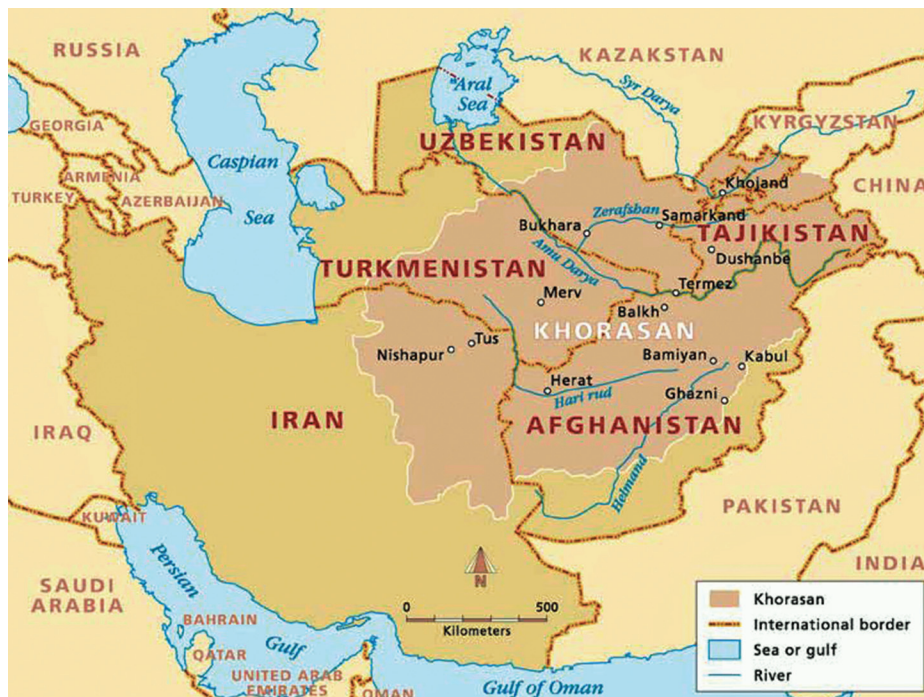 RUSSIA
KAZAKSTAN
Aral
Sea
Syr Darya
GEORGIA
UZBEKISTAN
KYRGYZSTAN
Caspian
Sea
ARMENIA
TURKEY
AZERBAIJAN
CHINA
Khojand
Zerafshan
Samarkand
Bukhara
TAJIKISTAN
Dushanbe
TURKMENISTAN
Amu Darya
Merv
Termez
Balkh
KHORASAN
Nishapur
Tus
Bamiyan
Kabul
Herat
Hari rud
Ghazni
IRAN
AFGHANISTAN
IRAQ
Helmand
PAKISTAN
KUWAIT
INDIA
Persian
Gulf
N
SAUDI
ARABIA
0 500
Kilometers
BAHRAIN
QATAR
UNITED ARAB
EMIRATES
OMAN
Gulf of Oman
Khorasan
International border
Sea or gulf
River